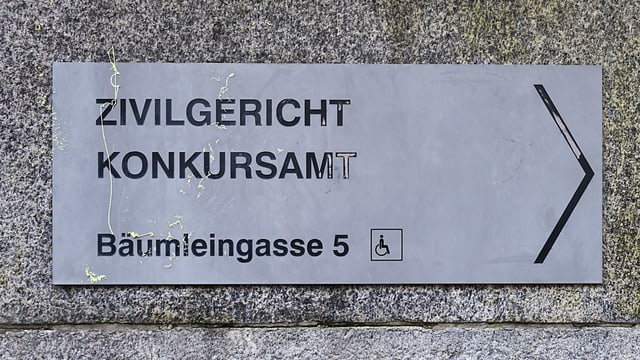 ZIVILGERICHT
KONKURSAMT
Bäumleingasse 5